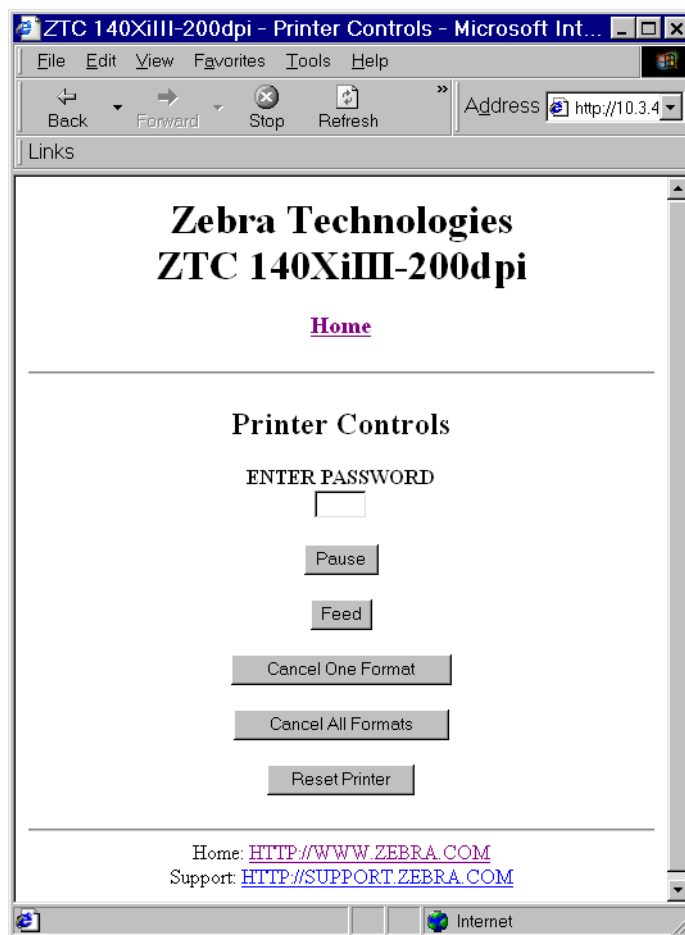 ZTC 140XiIII-200dpi - Printer Controls - Microsoft Int...
File Edit View Favorites Tools Help
Back Forward Stop Refresh » Address http://10.3.4
Links
Zebra Technologies
ZTC 140XiIII-200dpi
Home
Printer Controls
ENTER PASSWORD
Pause
Feed
Cancel One Format
Cancel All Formats
Reset Printer
Home: HTTP://WWW.ZEBRA.COM
Support: HTTP://SUPPORT.ZEBRA.COM
Internet